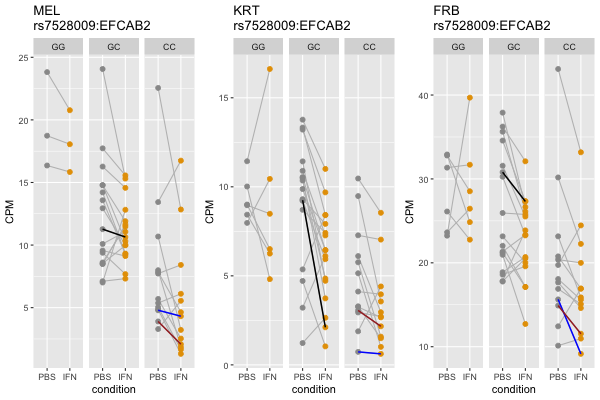 MEL
rs7528009:EFCAB2
GG GC CC
25
20
15
10
5
CPM
PBS IFN PBS IFN PBS IFN
condition
KRT
rs7528009:EFCAB2
GG GC CC
15
10
5
0
CPM
PBS IFN PBS IFN PBS IFN
condition
FRB
rs7528009:EFCAB2
GG GC CC
40
30
20
10
CPM
PBS IFN PBS IFN PBS IFN
condition